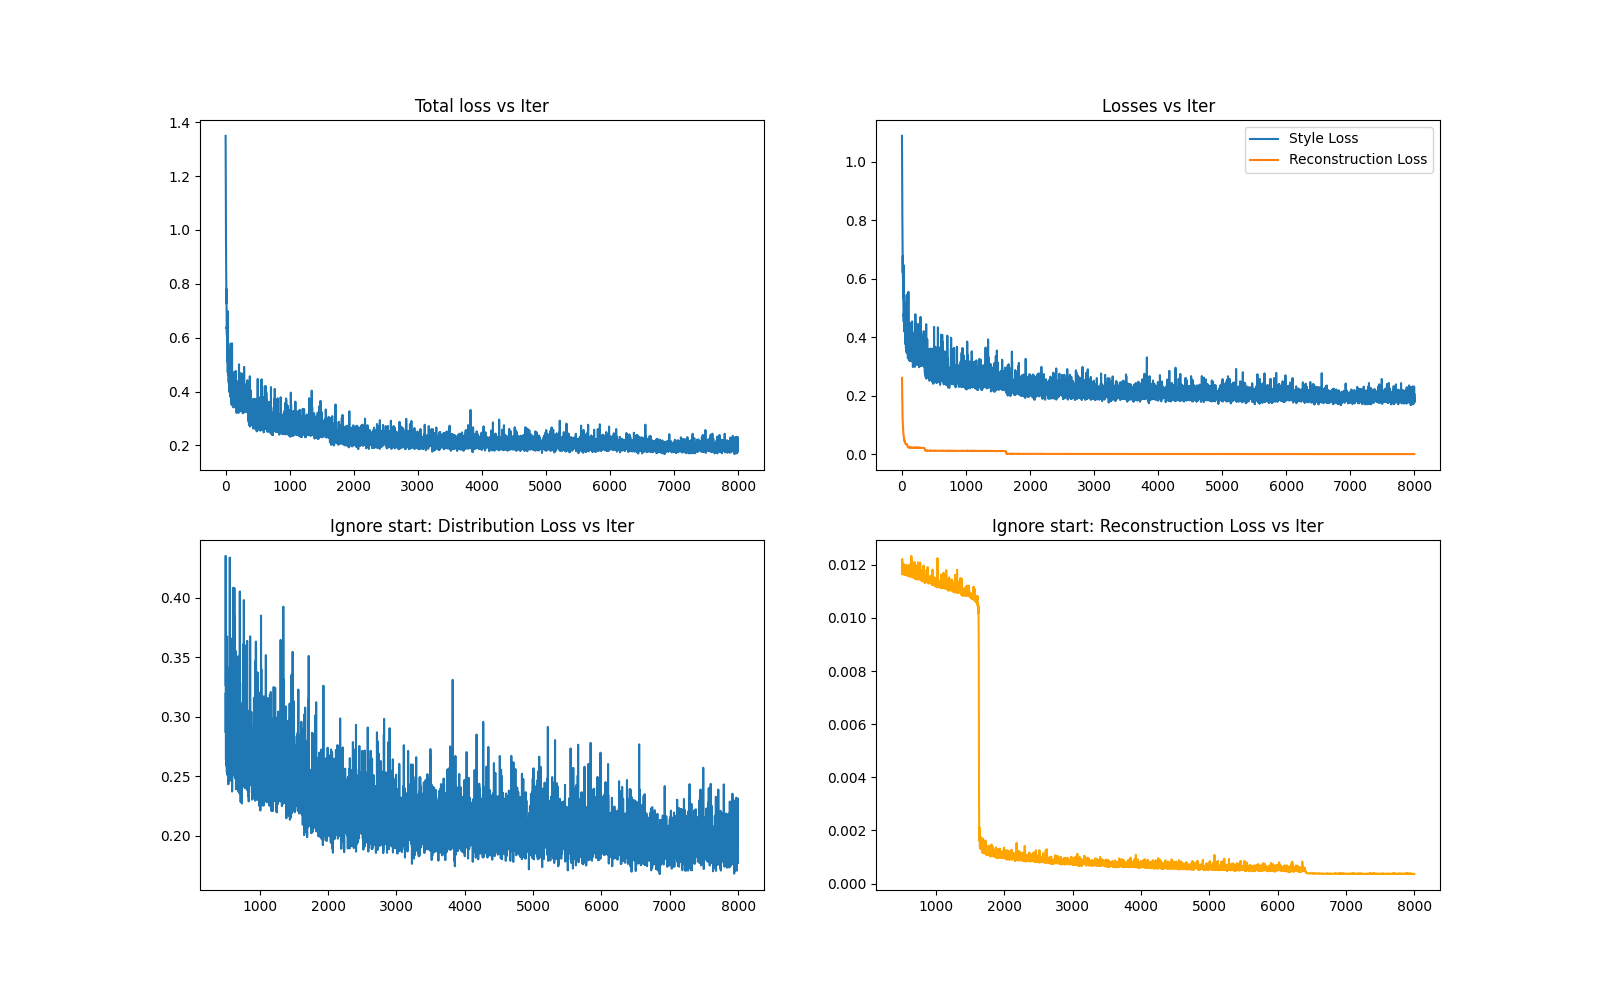 Total loss vs Iter
1.4
1.2
1.0
0.8
0.6
0.4
0.2
0 1000 2000 3000 4000 5000 6000 7000 8000
Losses vs Iter
Style Loss
Reconstruction Loss
1.0
0.8
0.6
0.4
0.2
0.0
0 1000 2000 3000 4000 5000 6000 7000 8000
Ignore start: Distribution Loss vs Iter
0.40
0.35
0.30
0.25
0.20
1000 2000 3000 4000 5000 6000 7000 8000
Ignore start: Reconstruction Loss vs Iter
0.012
0.010
0.008
0.006
0.004
0.002
0.000
1000 2000 3000 4000 5000 6000 7000 8000